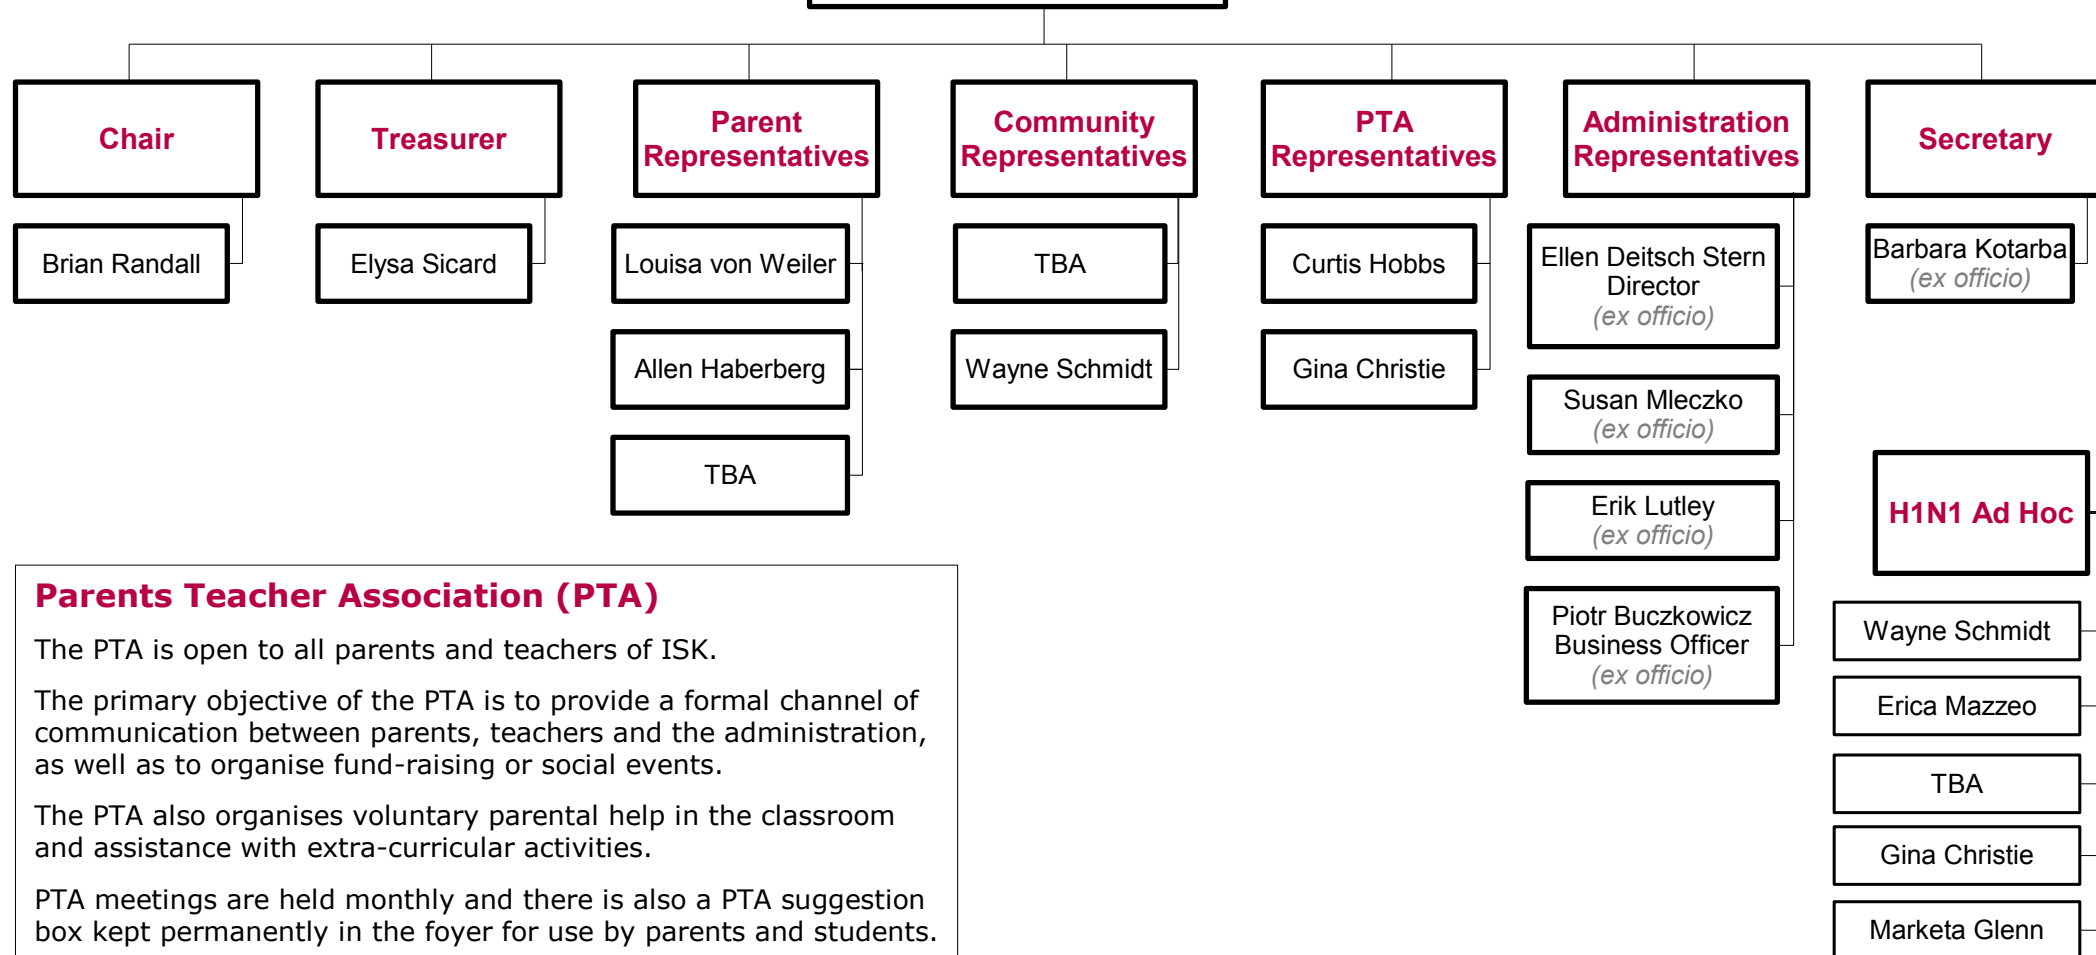 Chair
Treasurer
Parent
Representatives
Community
Representatives
PTA
Representatives
Administration
Representatives
Secretary
Brian Randall
Elysa Sicard
Louisa von Weiler
Allen Haberberg
TBA
TBA
Wayne Schmidt
Curtis Hobbs
Gina Christie
Ellen Deitsch Stern
Director
(ex officio)
Susan Mleczko
(ex officio)
Erik Lutley
(ex officio)
Piotr Buczkowicz
Business Officer
(ex officio)
Barbara Kotarba
(ex officio)
H1N1 Ad Hoc
Wayne Schmidt
Erica Mazzeo
TBA
Gina Christie
Marketa Glenn
Parents Teacher Association (PTA)
The PTA is open to all parents and teachers of ISK.
The primary objective of the PTA is to provide a formal channel of
communication between parents, teachers and the administration,
as well as to organise fund-raising or social events.
The PTA also organises voluntary parental help in the classroom
and assistance with extra-curricular activities.
PTA meetings are held monthly and there is also a PTA suggestion
box kept permanently in the foyer for use by parents and students.